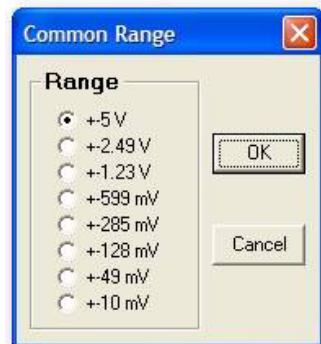 Common Range
Range
+-5 V
+-2.49 V
+-1.23 V
+-599 mV
+-285 mV
+-128 mV
+-49 mV
+-10 mV
OK
Cancel